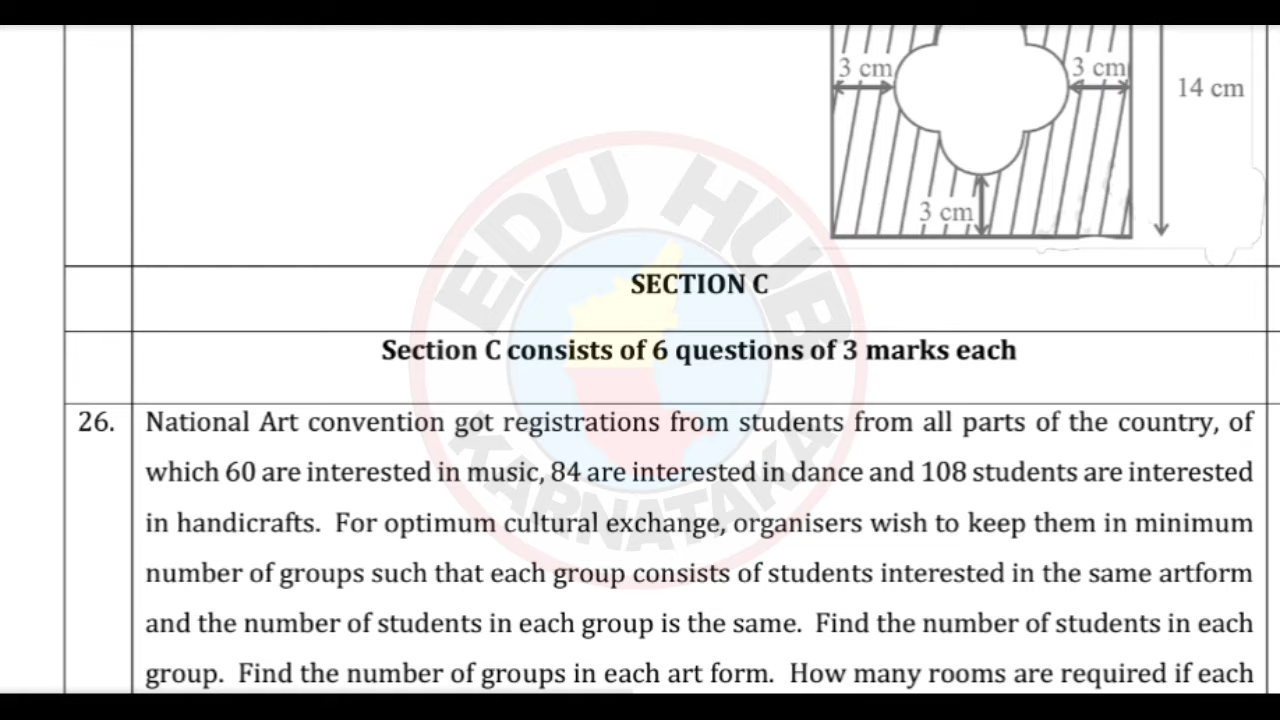 3 cm
3 cm
14 cm
3 cm
EDU HUB
KARNATAKA
SECTION C
Section C consists of 6 questions of 3 marks each
26. National Art convention got registrations from students from all parts of the country, of
which 60 are interested in music, 84 are interested in dance and 108 students are interested
in handicrafts. For optimum cultural exchange, organisers wish to keep them in minimum
number of groups such that each group consists of students interested in the same artform
and the number of students in each group is the same. Find the number of students in each
group. Find the number of groups in each art form. How many rooms are required if each